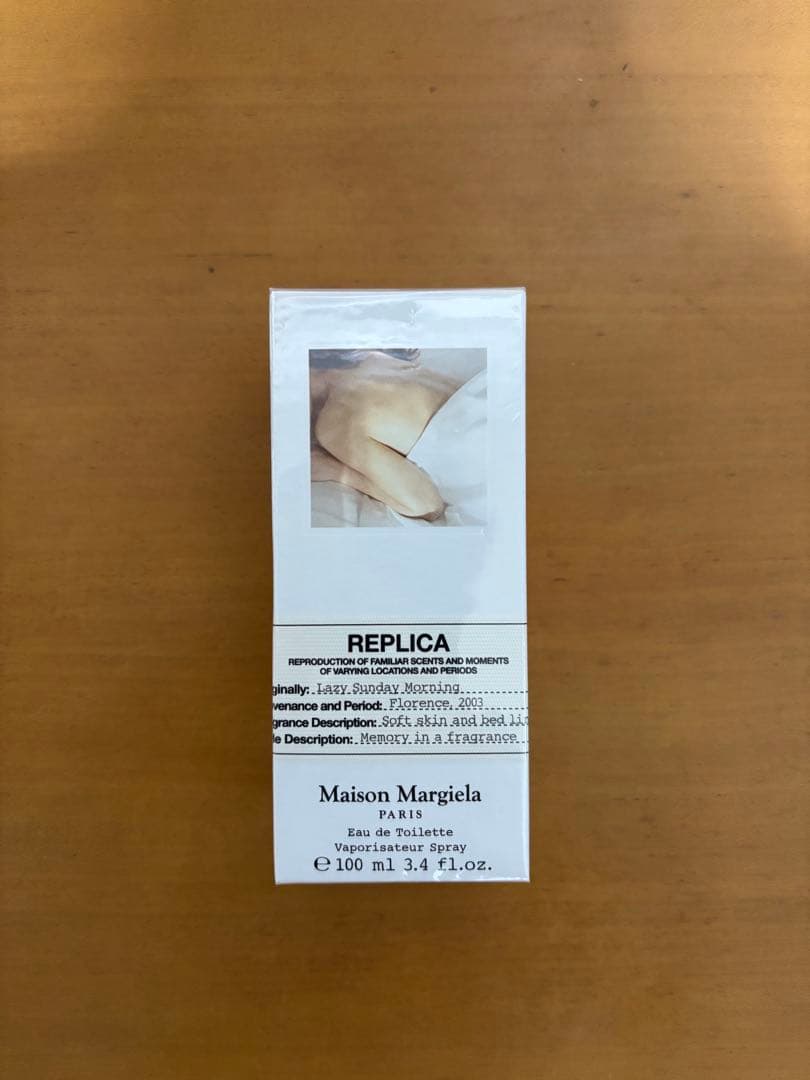 REPLICA
REPRODUCTION OF FAMILIAR SCENTS AND MOMENTS
OF VARYING LOCATIONS AND PERIODS
ginally: Lazy Sunday Morning
venance and Period: Florence, 2003
grance Description: Soft skin and bed lin
le Description: Memory in a fragrance
Maison Margiela
PARIS
Eau de Toilette
Vaporisateur Spray
℮ 100 ml 3.4 fl.oz.